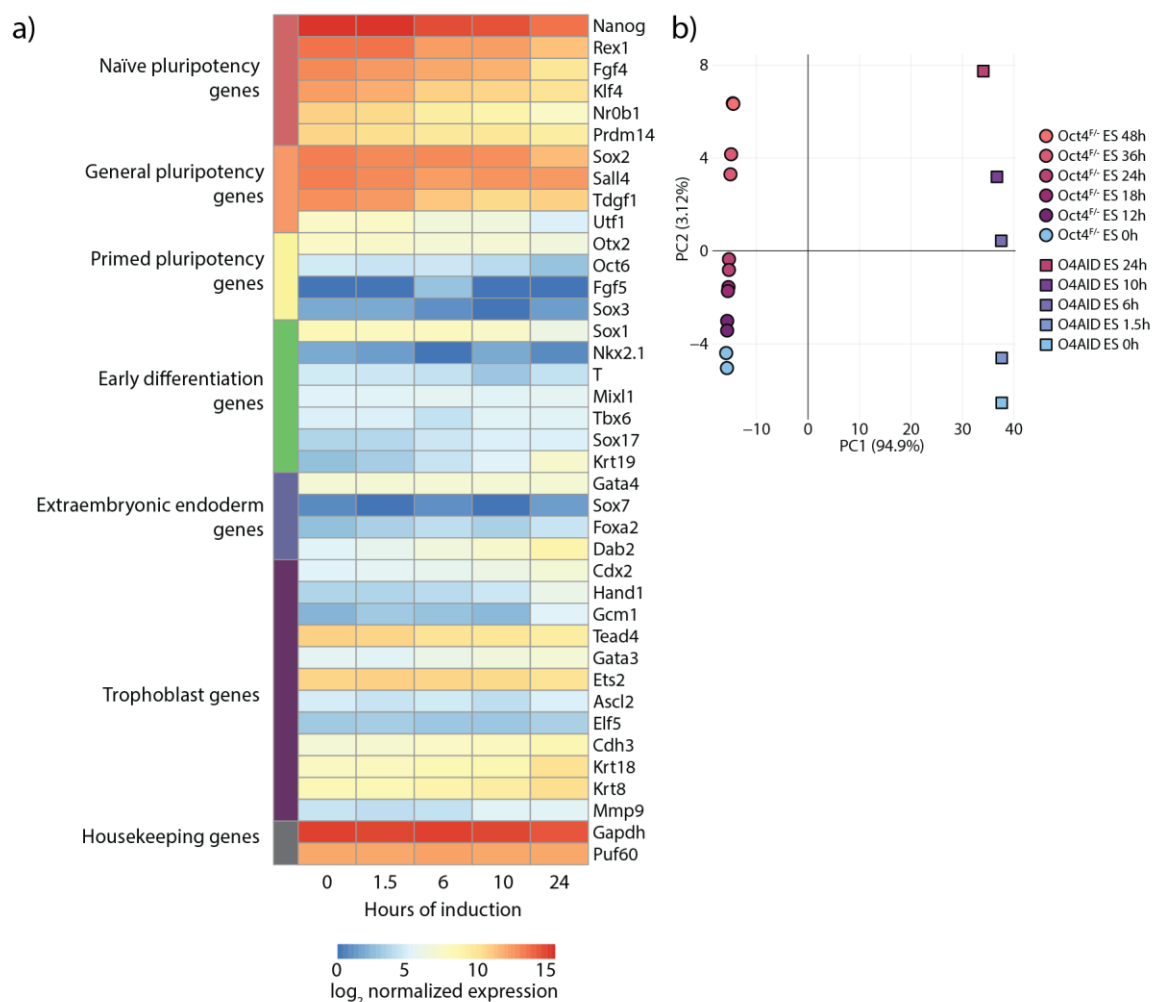 a)
Naïve pluripotency
genes
General pluripotency
genes
Primed pluripotency
genes
Early differentiation
genes
Extraembryonic endoderm
genes
Trophoblast genes
Housekeeping genes
Nanog
Rex1
Fgf4
Klf4
Nr0b1
Prdm14
Sox2
Sall4
Tdgf1
Utf1
Otx2
Oct6
Fgf5
Sox3
Sox1
Nkx2.1
T
Mixl1
Tbx6
Sox17
Krt19
Gata4
Sox7
Foxa2
Dab2
Cdx2
Hand1
Gcm1
Tead4
Gata3
Ets2
Ascl2
Elf5
Cdh3
Krt18
Krt8
Mmp9
Gapdh
Puf60
0 1.5 6 10 24
Hours of induction
0 5 10 15
log₂ normalized expression
b)
8
4
0
−4
PC2 (3.12%)
−10 0 10 20 30 40
PC1 (94.9%)
Oct4F/- ES 48h
Oct4F/- ES 36h
Oct4F/- ES 24h
Oct4F/- ES 18h
Oct4F/- ES 12h
Oct4F/- ES 0h
O4AID ES 24h
O4AID ES 10h
O4AID ES 6h
O4AID ES 1.5h
O4AID ES 0h